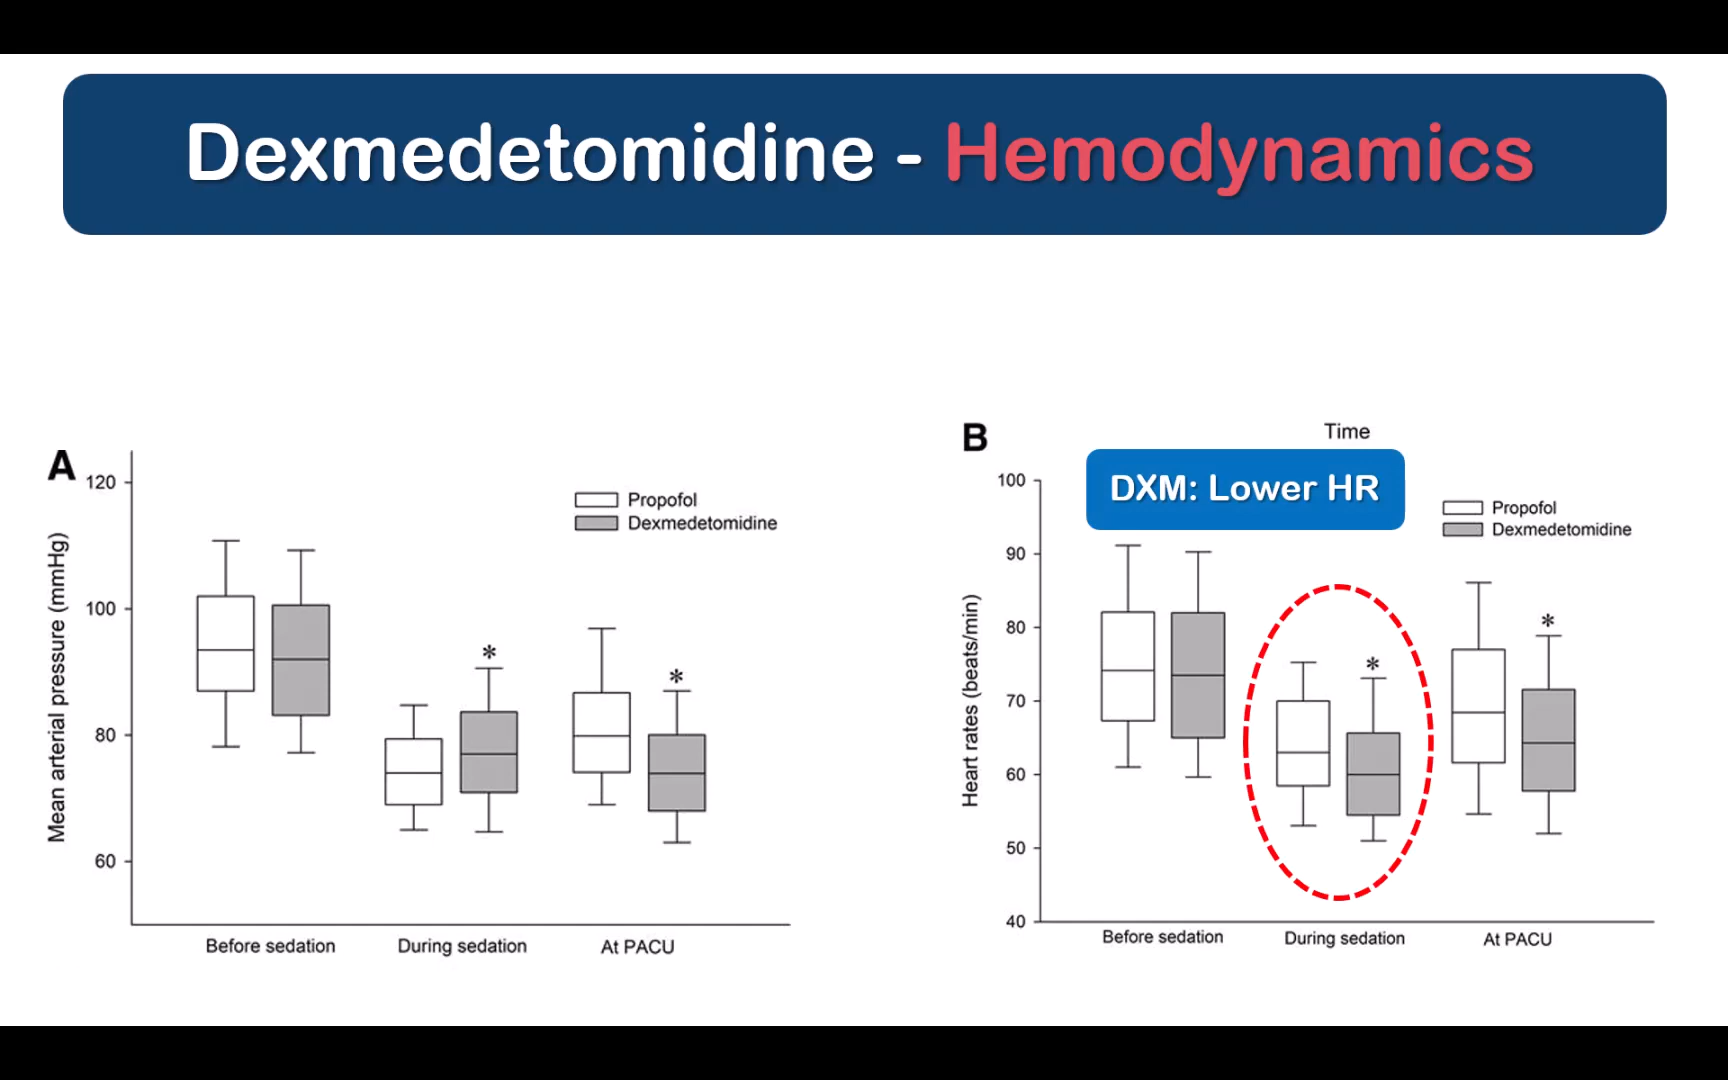 Dexmedetomidine - Hemodynamics
A
120
100
80
60
Mean arterial pressure (mmHg)
Propofol
Dexmedetomidine
*
*
Before sedation
During sedation
At PACU
B
Time
DXM: Lower HR
100
90
80
70
60
50
40
Heart rates (beats/min)
Propofol
Dexmedetomidine
*
*
Before sedation
During sedation
At PACU